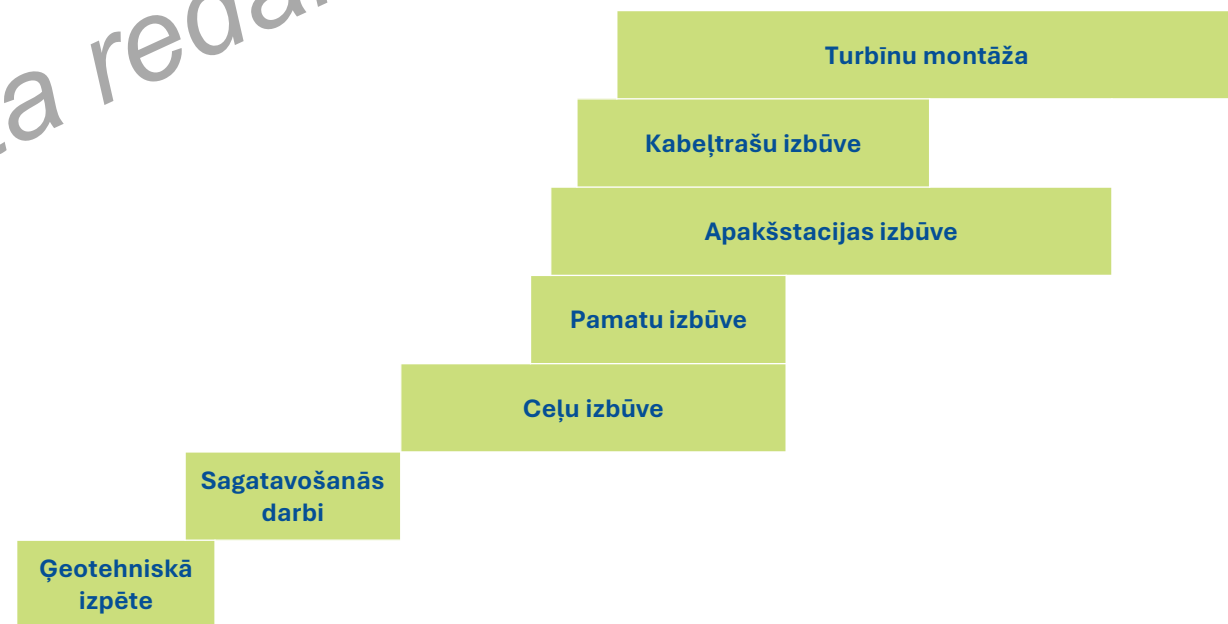 Turbīnu montāža
Kabeļtrašu izbūve
Apakšstacijas izbūve
Pamatu izbūve
Ceļu izbūve
Sagatavošanās
darbi
Ģeotehniskā
izpēte